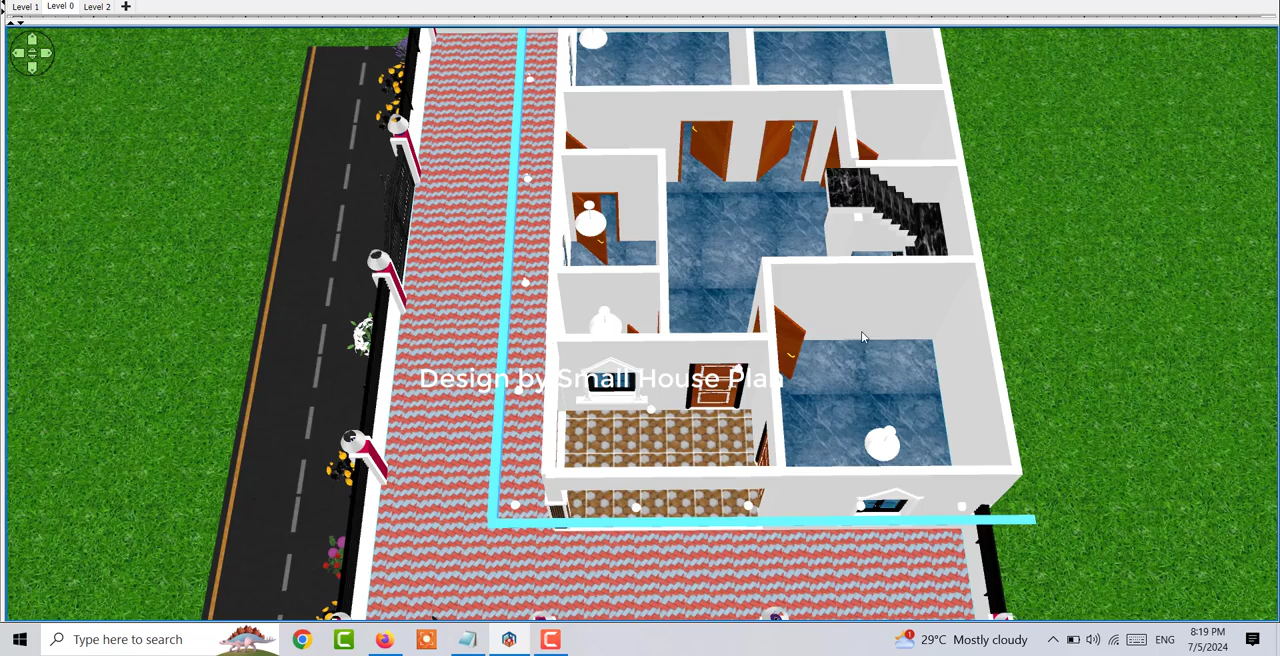 Level 1 Level 0 Level 2
Design by Small House Plan
Type here to search
29°C Mostly cloudy
ENG
8:19 PM
7/5/2024